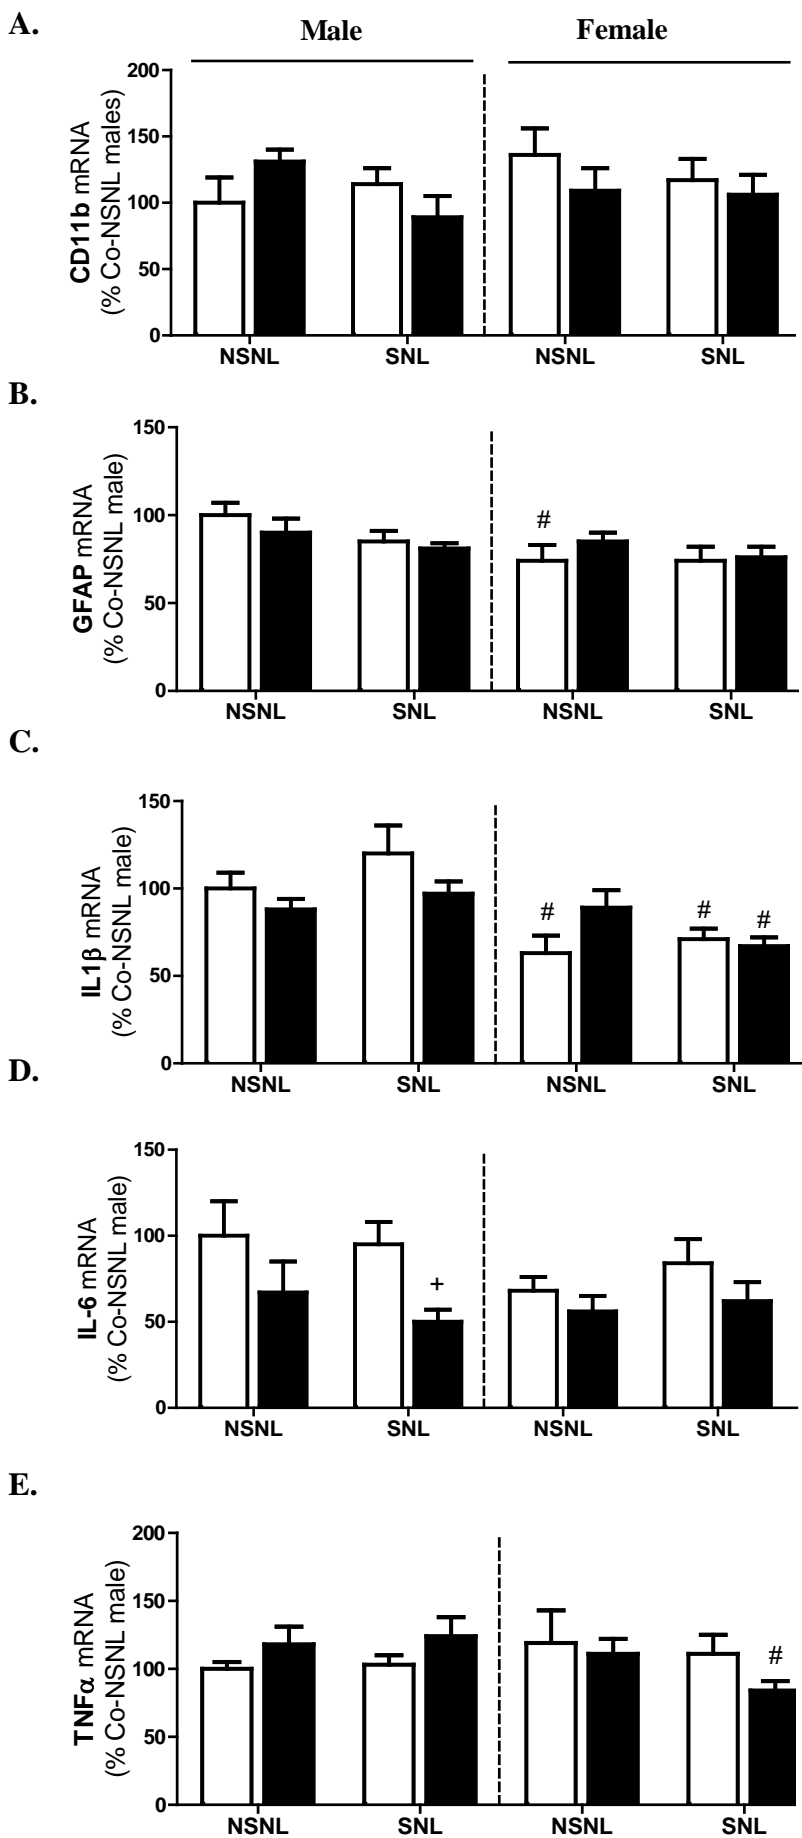 A.
Male
Female
CD11b mRNA
(% Co-NSNL males)
200
150
100
50
0
NSNL
SNL
NSNL
SNL
B.
GFAP mRNA
(% Co-NSNL male)
150
100
50
0
#
NSNL
SNL
NSNL
SNL
C.
IL1β mRNA
(% Co-NSNL male)
150
100
50
0
#
#
#
NSNL
SNL
NSNL
SNL
D.
IL-6 mRNA
(% Co-NSNL male)
150
100
50
0
+
NSNL
SNL
NSNL
SNL
E.
TNFα mRNA
(% Co-NSNL male)
200
150
100
50
0
#
NSNL
SNL
NSNL
SNL